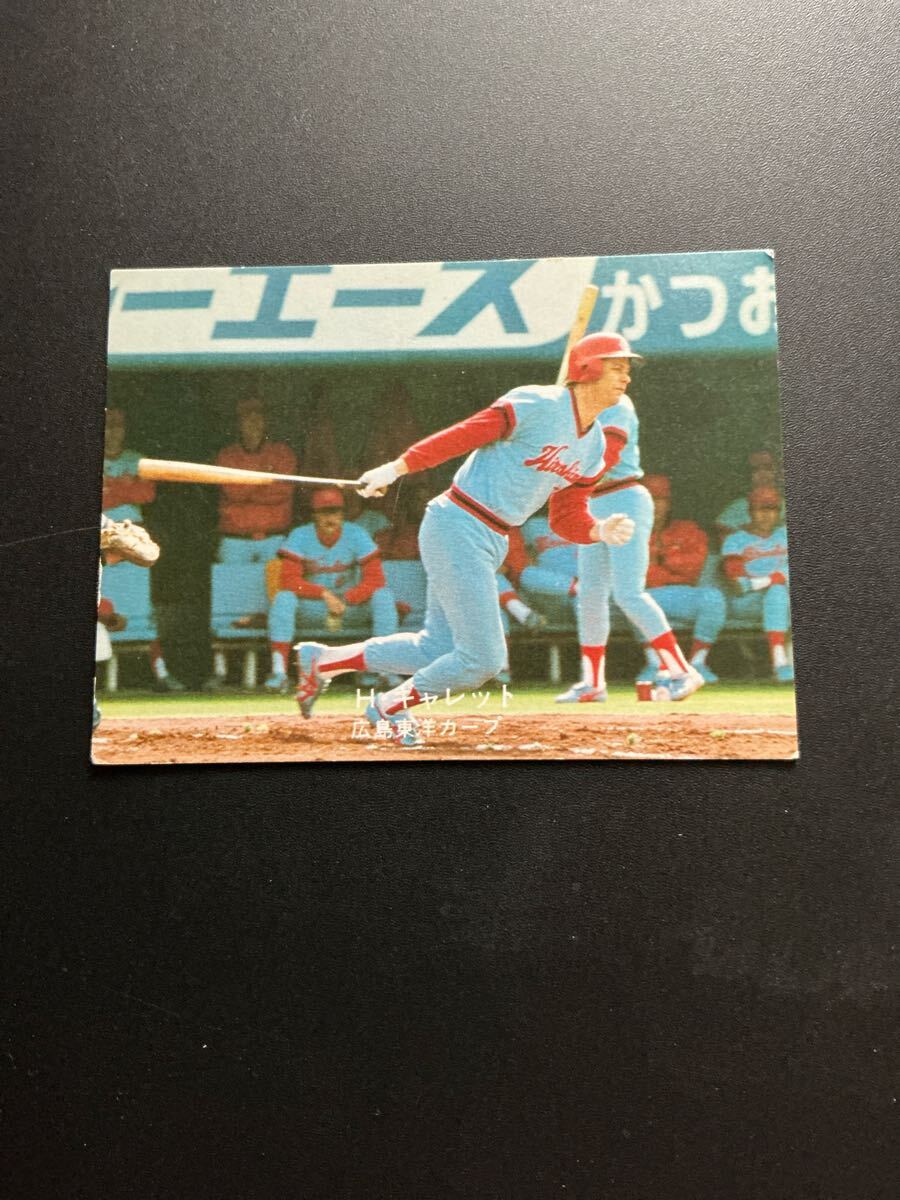 ーエース かつお
Hiroshima
H・ギャレット
広島東洋カープ